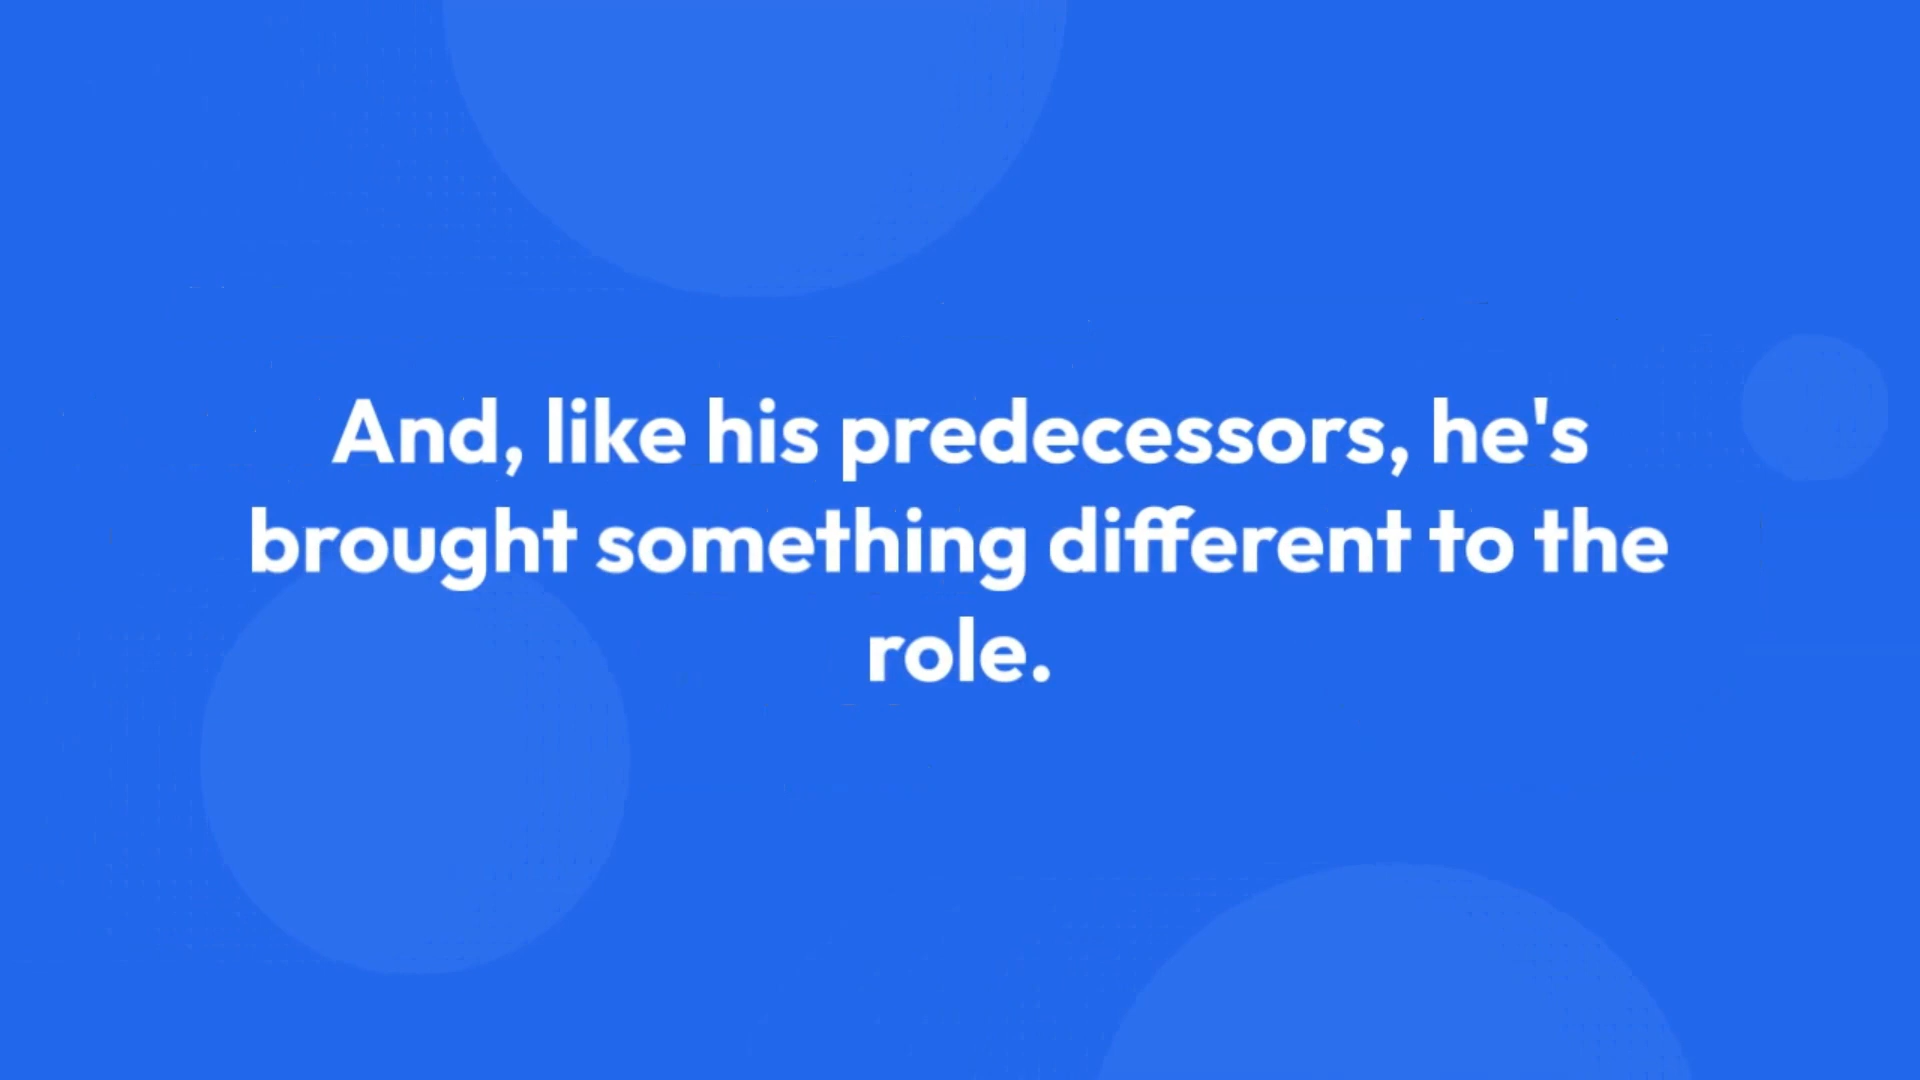 And, like his predecessors, he's
brought something different to the
role.